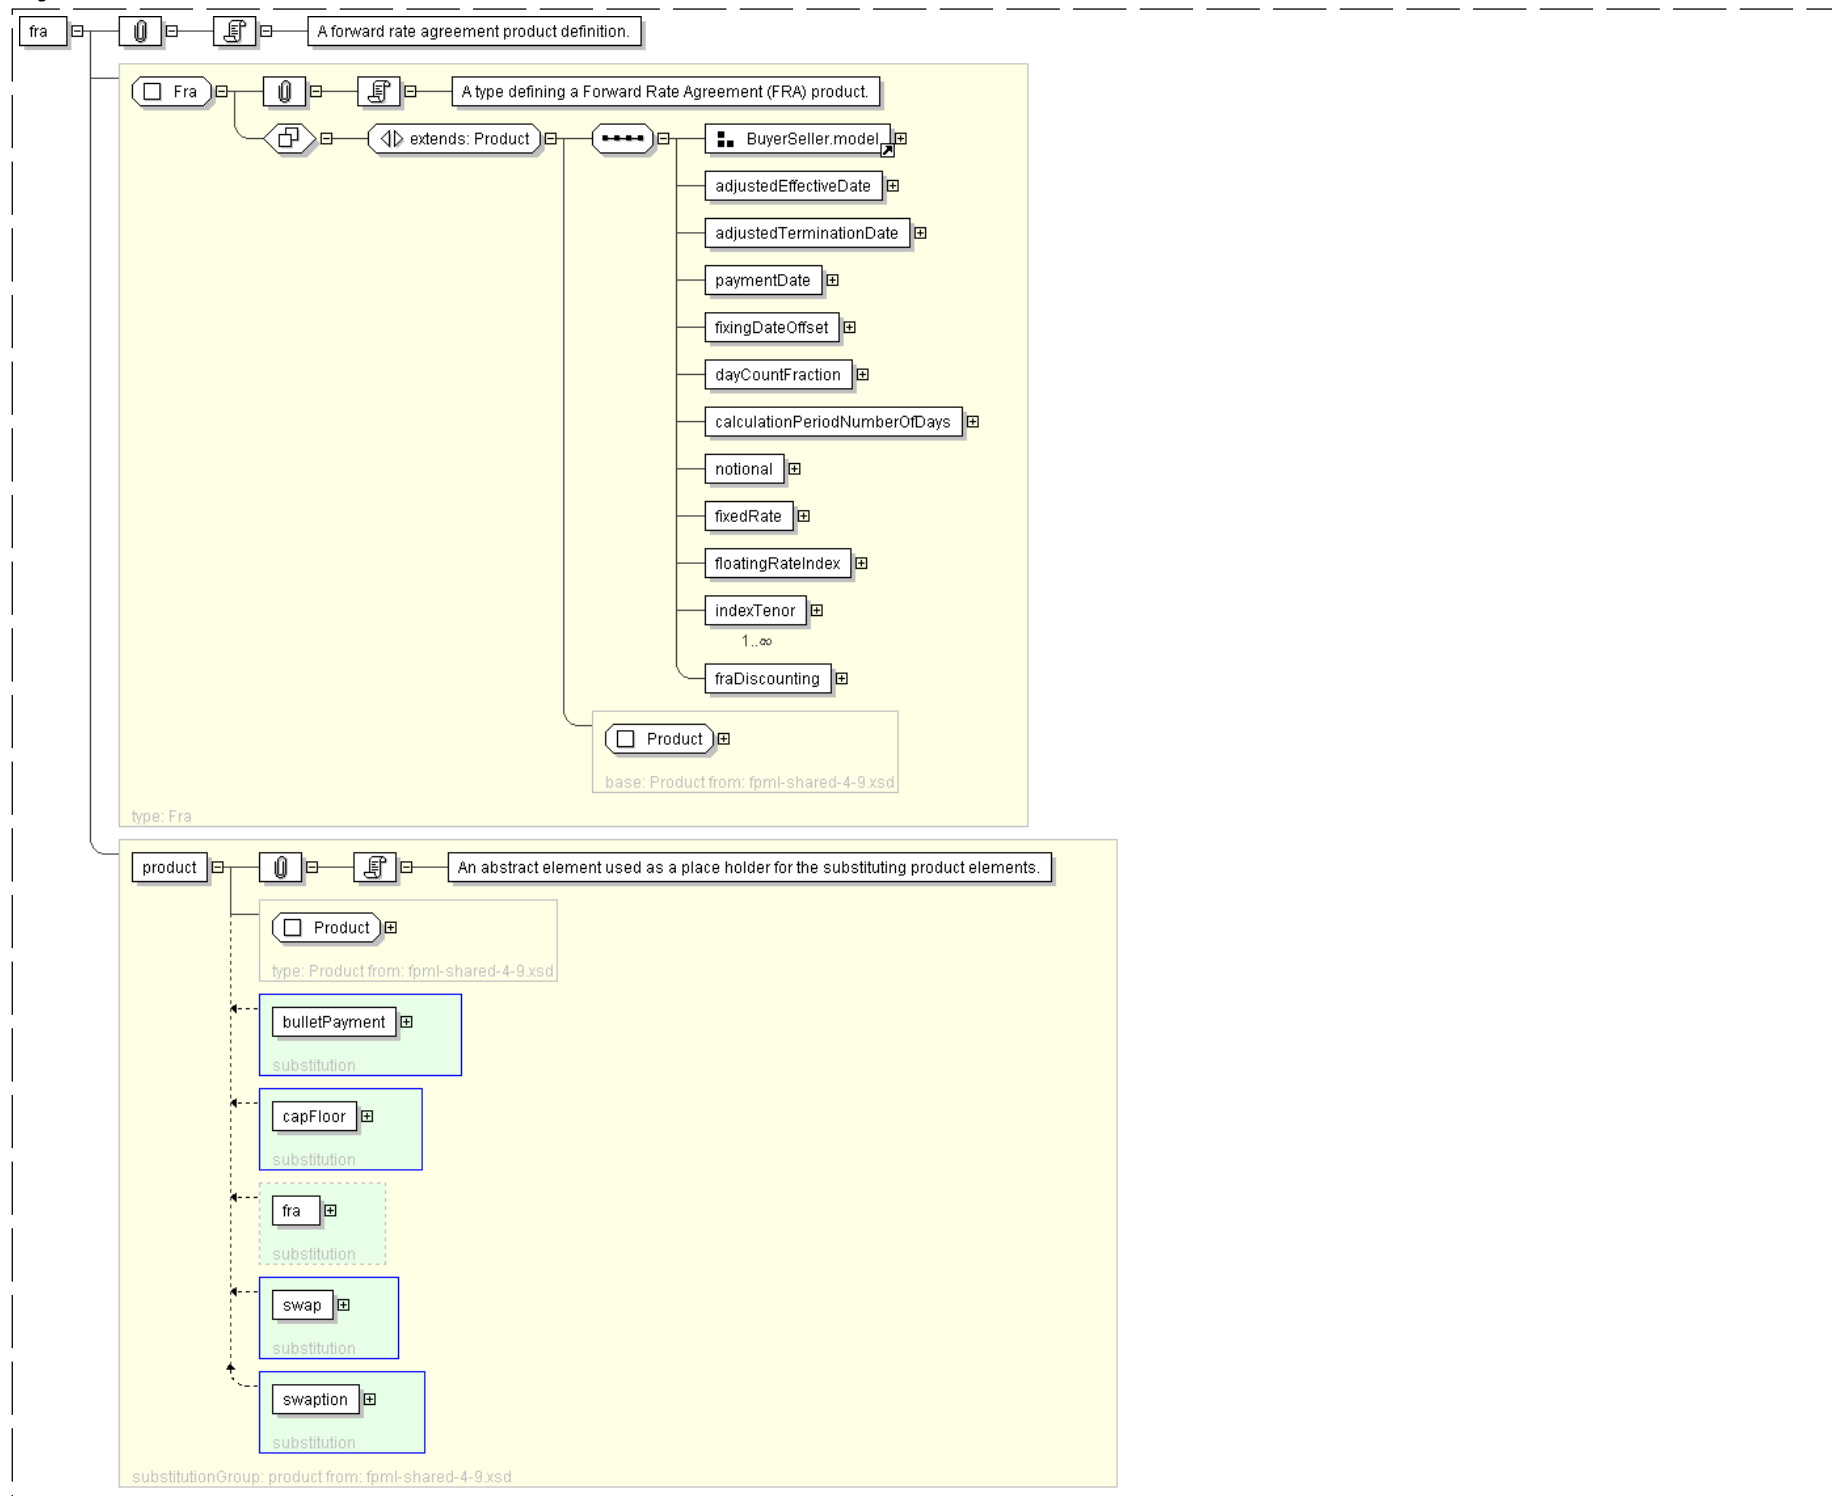 fra
A forward rate agreement product definition.
Fra
A type defining a Forward Rate Agreement (FRA) product.
extends: Product
BuyerSeller.model
adjustedEffectiveDate
adjustedTerminationDate
paymentDate
fixingDateOffset
dayCountFraction
calculationPeriodNumberOfDays
notional
fixedRate
floatingRateIndex
indexTenor
1..∞
fraDiscounting
Product
base: Product from: fpml-shared-4-9.xsd
type: Fra
product
An abstract element used as a place holder for the substituting product elements.
Product
type: Product from: fpml-shared-4-9.xsd
bulletPayment
substitution
capFloor
substitution
fra
substitution
swap
substitution
swaption
substitution
substitutionGroup: product from: fpml-shared-4-9.xsd